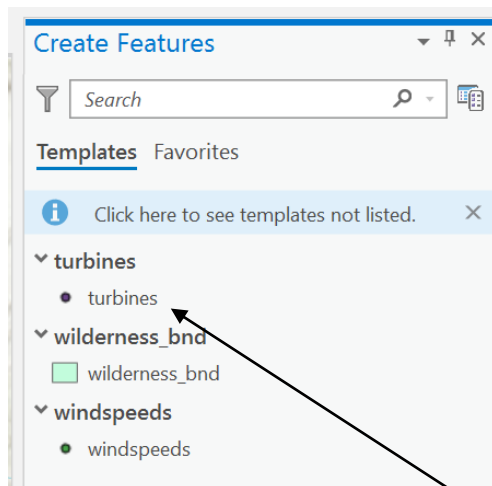 Create Features
Search
Templates Favorites
Click here to see templates not listed.
turbines
turbines
wilderness_bnd
wilderness_bnd
windspeeds
windspeeds